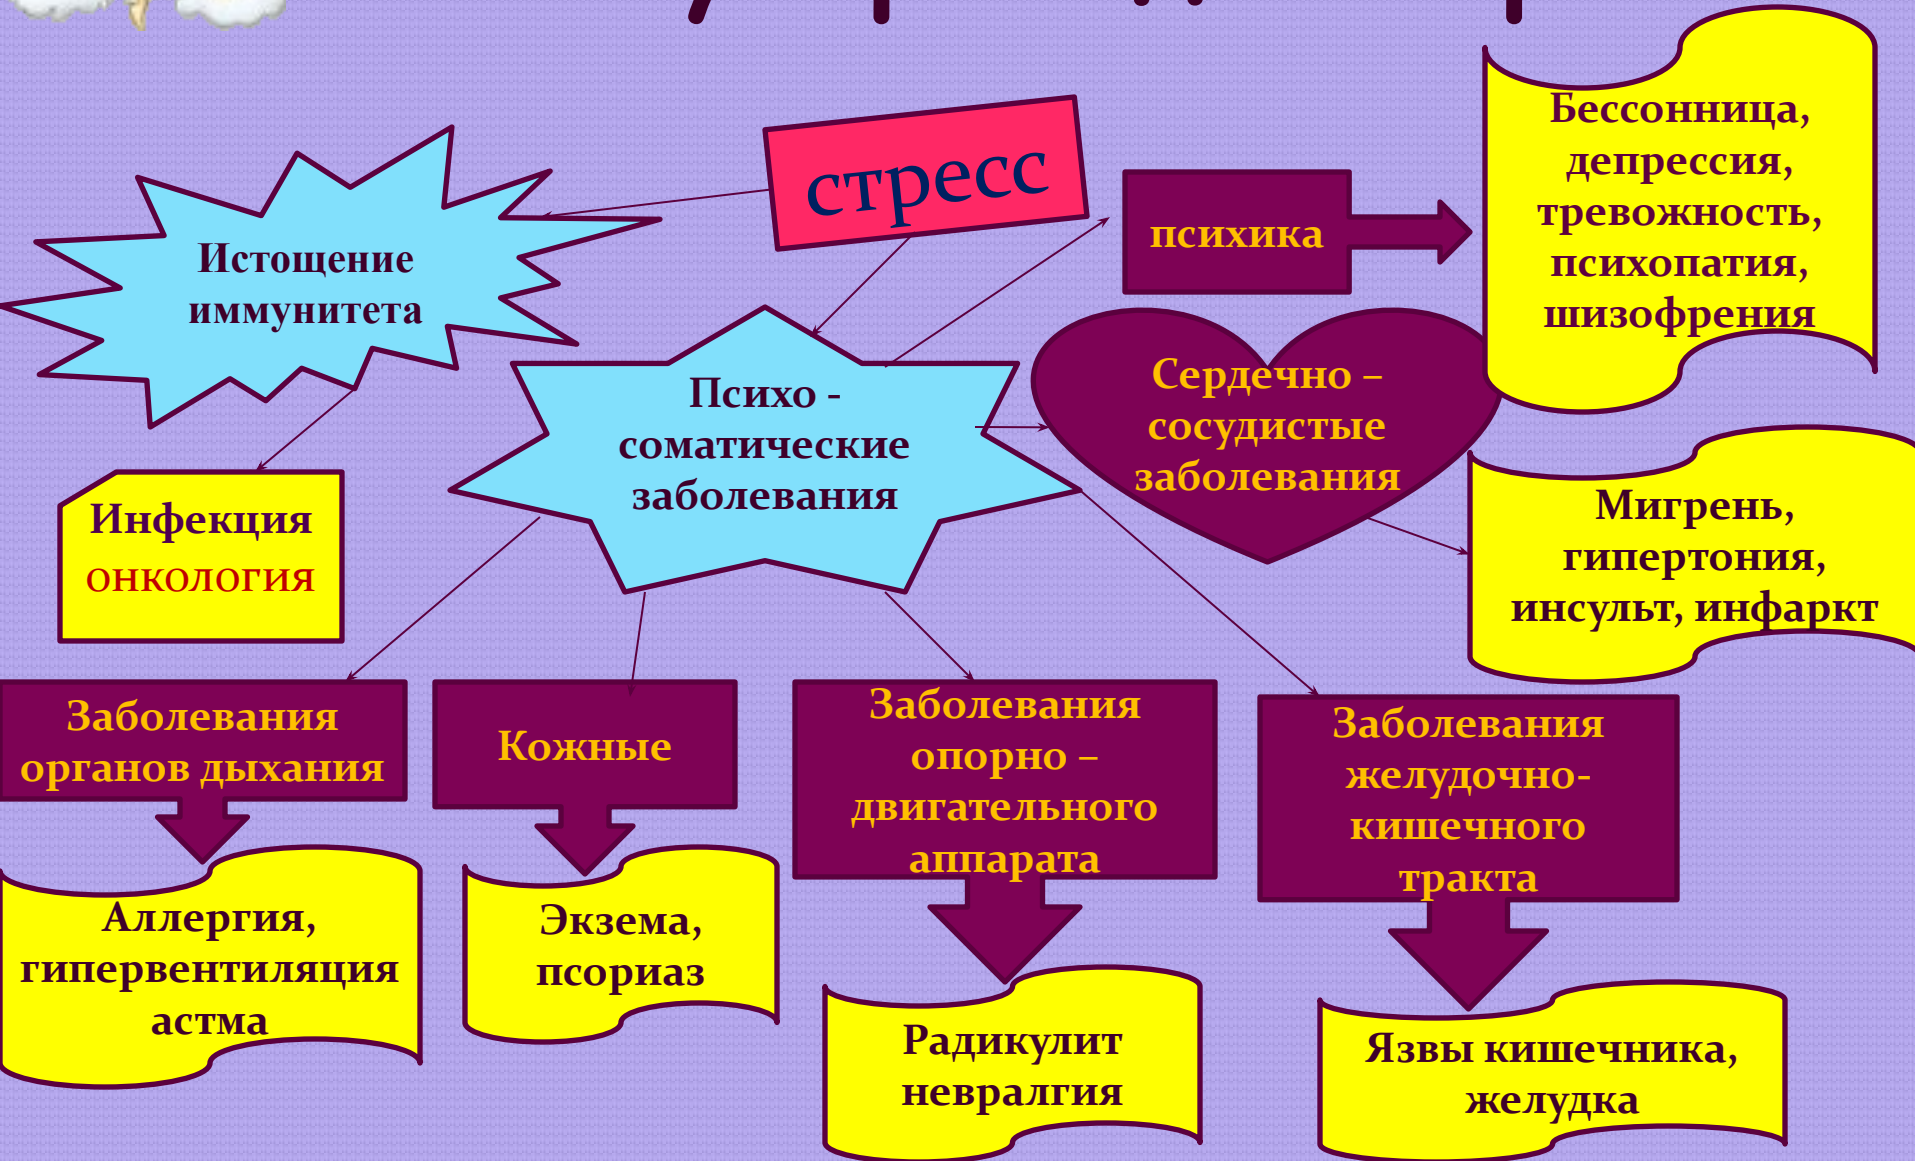 стресс
психика
Бессонница,
депрессия,
тревожность,
психопатия,
шизофрения
Истощение
иммунитета
Психо -
соматические
заболевания
Сердечно –
сосудистые
заболевания
Инфекция
онкология
Мигрень,
гипертония,
инсульт, инфаркт
Заболевания
органов дыхания
Кожные
Заболевания
опорно –
двигательного
аппарата
Заболевания
желудочно-
кишечного
тракта
Аллергия,
гипервентиляция
астма
Экзема,
псориаз
Радикулит
невралгия
Язвы кишечника,
желудка